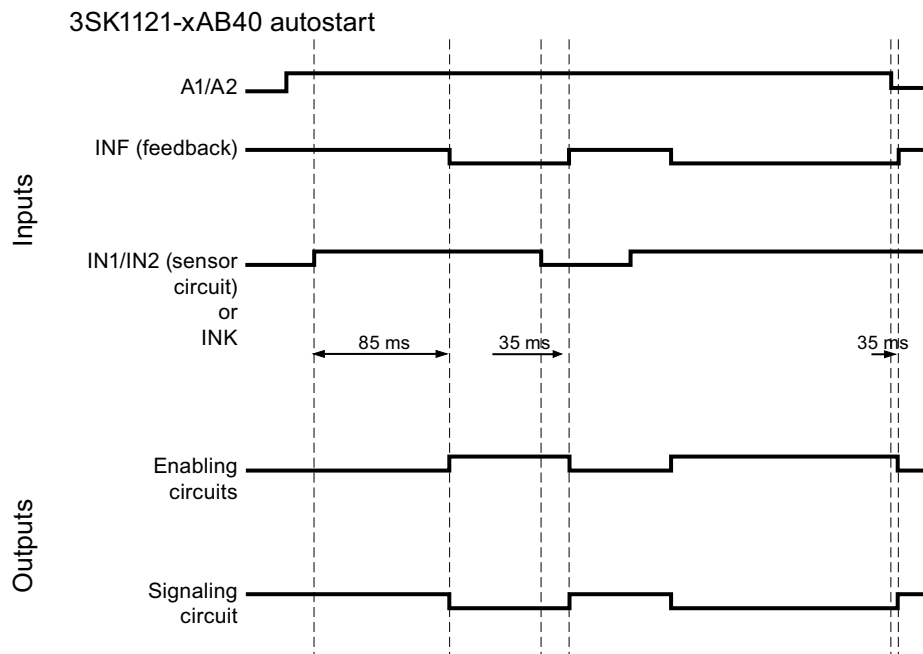 3SK1121-xAB40 autostart
Inputs
A1/A2
INF (feedback)
IN1/IN2 (sensor
circuit)
or
INK
85 ms
35 ms
35 ms
Outputs
Enabling
circuits
Signaling
circuit